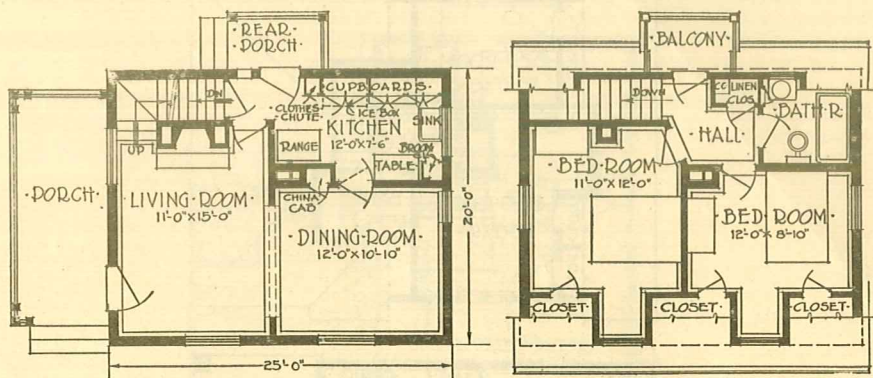 REAR
PORCH
DN
UP
CUPBOARDS
CLOTHES
CHUTE
ICE BOX
SINK
KITCHEN
12'-0"X7'-6"
RANGE
BROOM
TABLE
PORCH
LIVING·ROOM
11'-0"X15'-0"
CHINA
CAB
DINING·ROOM
12'-0"X10'-10"
20'-0"
25'-0"
BALCONY
DOWN
CC
LINEN
CLOS
BATH·R
HALL
BED·ROOM
11'-0"X12'-0"
BED·ROOM
12'-0"X8'-10"
CLOSET
CLOSET
CLOSET